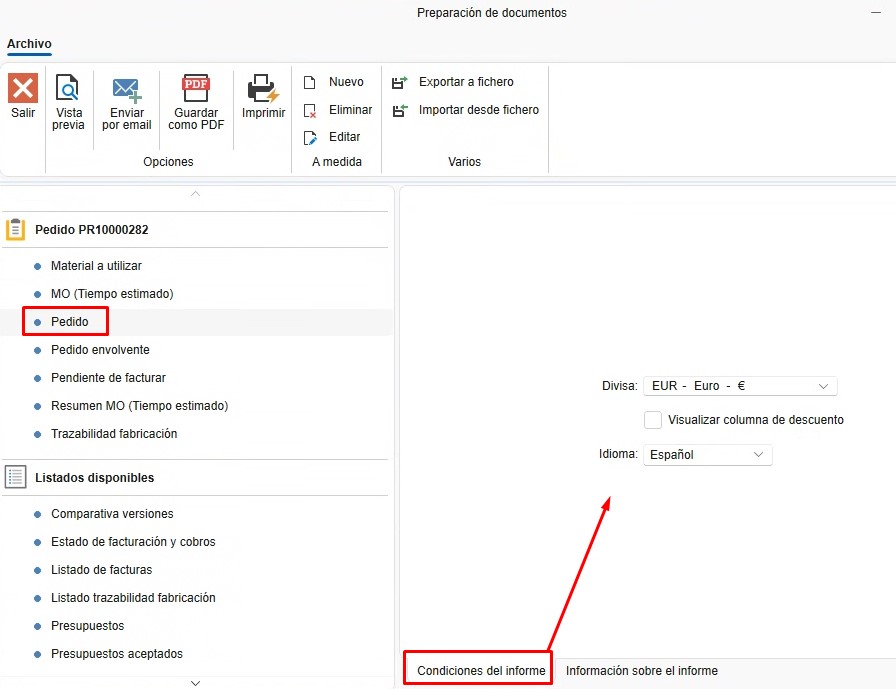 Preparación de documentos
Archivo
Salir
Vista
previa
Enviar
por email
PDF
Guardar
como PDF
Imprimir
Opciones
Nuevo
Eliminar
Editar
A medida
Exportar a fichero
Importar desde fichero
Varios
Pedido PR10000282
Material a utilizar
MO (Tiempo estimado)
Pedido
Pedido envolvente
Pendiente de facturar
Resumen MO (Tiempo estimado)
Trazabilidad fabricación
Listados disponibles
Comparativa versiones
Estado de facturación y cobros
Listado de facturas
Listado trazabilidad fabricación
Presupuestos
Presupuestos aceptados
Divisa: EUR - Euro - €
Visualizar columna de descuento
Idioma: Español
Condiciones del informe
Información sobre el informe